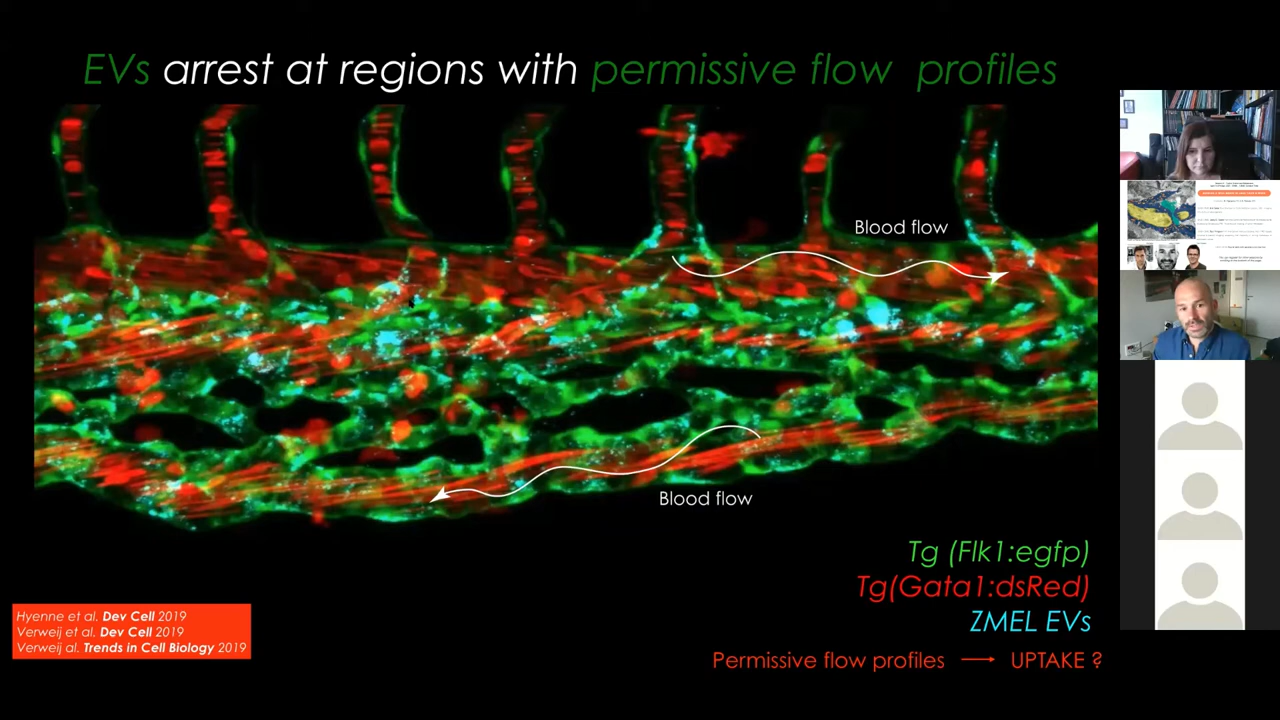 EVs arrest at regions with permissive flow profiles
Blood flow
Blood flow
Tg (Flk1:egfp)
Tg(Gata1:dsRed)
ZMEL EVs
Hyenne et al. Dev Cell 2019
Verweij et al. Dev Cell 2019
Verweij al. Trends in Cell Biology 2019
Permissive flow profiles → UPTAKE ?